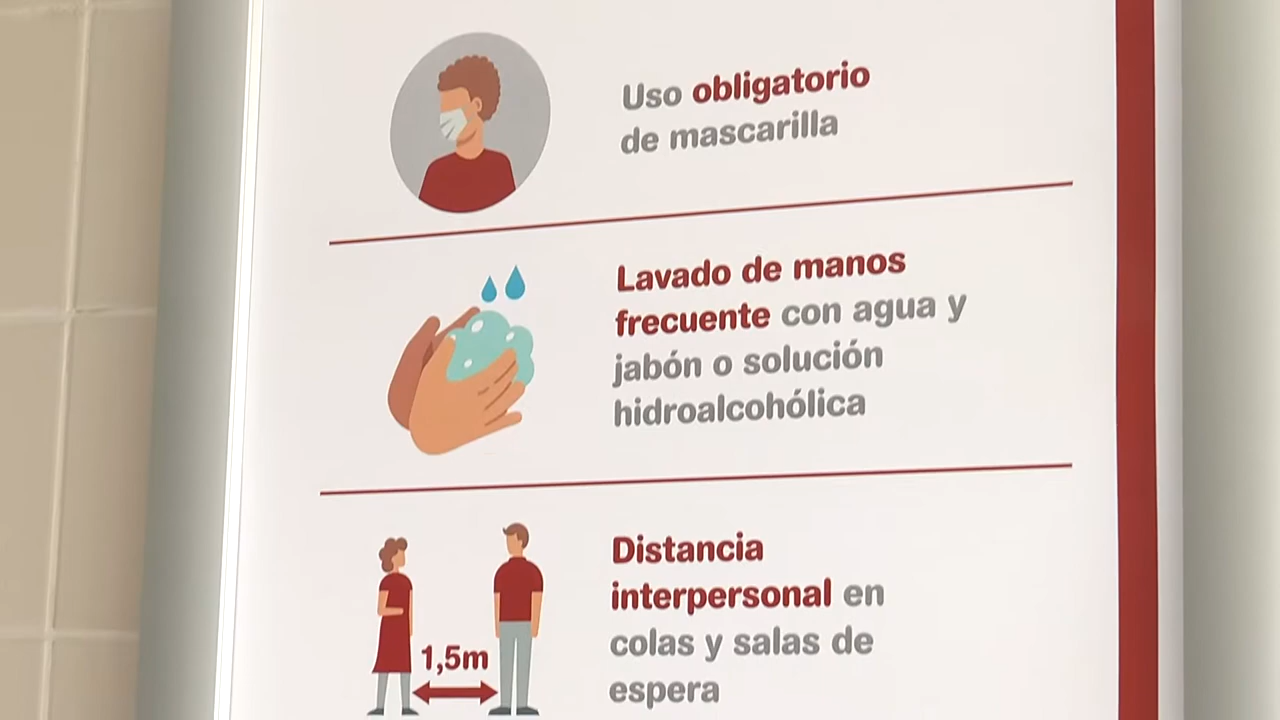 Uso obligatorio
de mascarilla
Lavado de manos
frecuente con agua y
jabón o solución
hidroalcohólica
Distancia
interpersonal en
colas y salas de
espera
1,5m